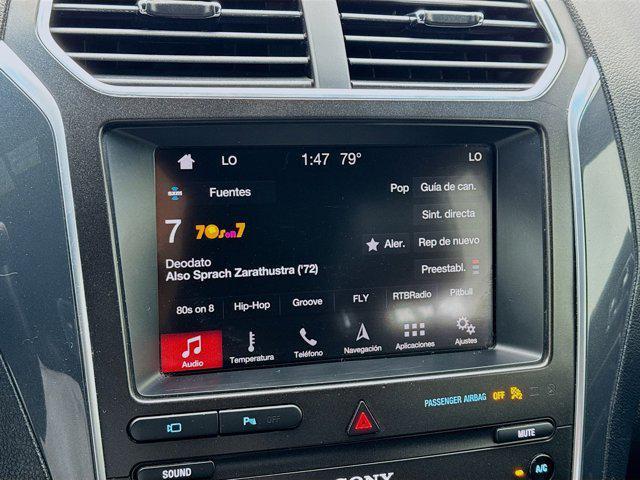 LO 1:47 79° LO
Fuentes Pop Guía de can.
7 70s on 7 Sint. directa
Aler. Rep de nuevo
Deodato
Also Sprach Zarathustra ('72) Preestabl.
80s on 8 Hip-Hop Groove FLY RTBRadio Pitbull
Audio Temperatura Teléfono Navegación Aplicaciones Ajustes
PASSENGER AIRBAG OFF
P OFF
MUTE
SOUND SONY A/C